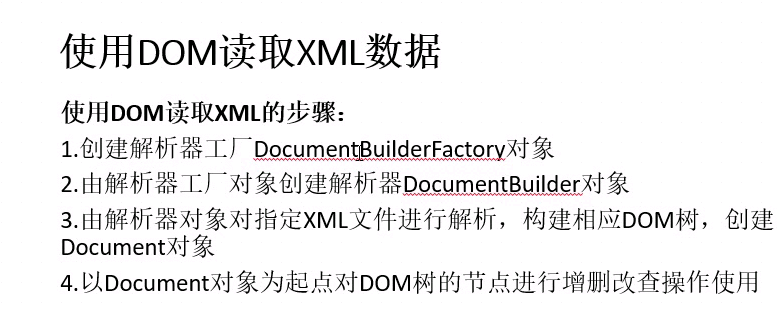 使用DOM读取XML数据
使用DOM读取XML的步骤：
1.创建解析器工厂DocumentBuilderFactory对象
2.由解析器工厂对象创建解析器DocumentBuilder对象
3.由解析器对象对指定XML文件进行解析，构建相应DOM树，创建
Document对象
4.以Document对象为起点对DOM树的节点进行增删改查操作使用